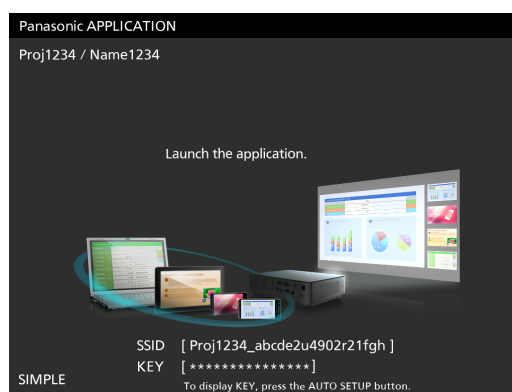 Panasonic APPLICATION
Proj1234 / Name1234
Launch the application.
SSID [ Proj1234_abcde2u4902r21fgh ]
KEY [ *************** ]
SIMPLE
To display KEY, press the AUTO SETUP button.